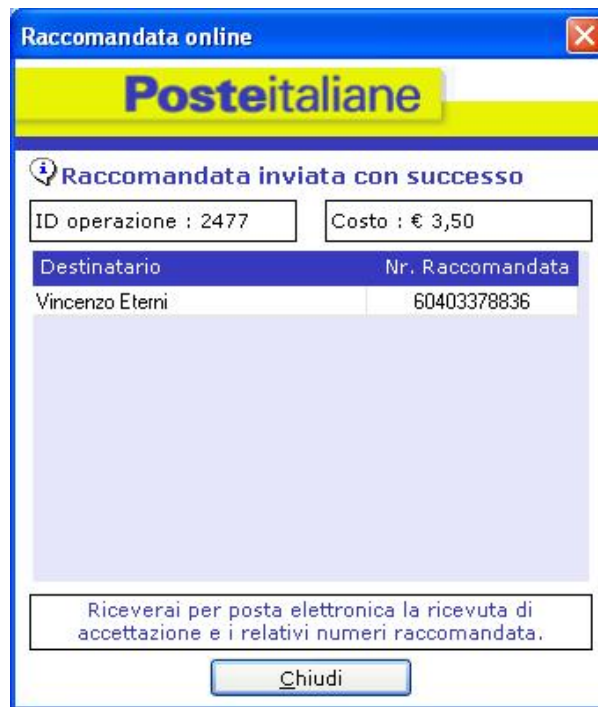 Raccomandata online
Posteitaliane
Raccomandata inviata con successo
ID operazione : 2477
Costo : € 3,50
Destinatario Nr. Raccomandata
Vincenzo Eterni 60403378836
Riceverai per posta elettronica la ricevuta di
accettazione e i relativi numeri raccomandata.
Chiudi